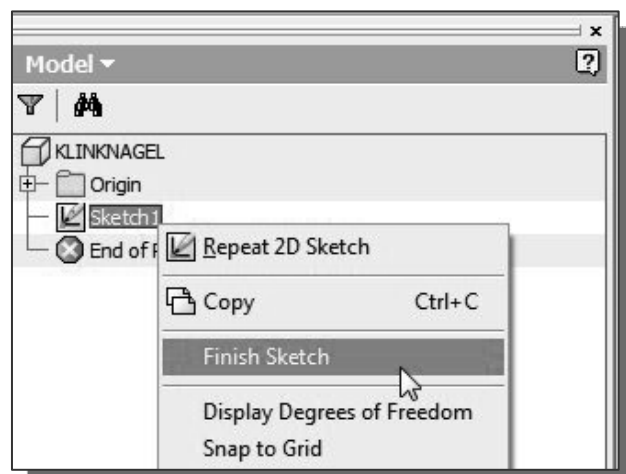 Model
KLINKNAGEL
Origin
Sketch1
End of
Repeat 2D Sketch
Copy Ctrl+C
Finish Sketch
Display Degrees of Freedom
Snap to Grid